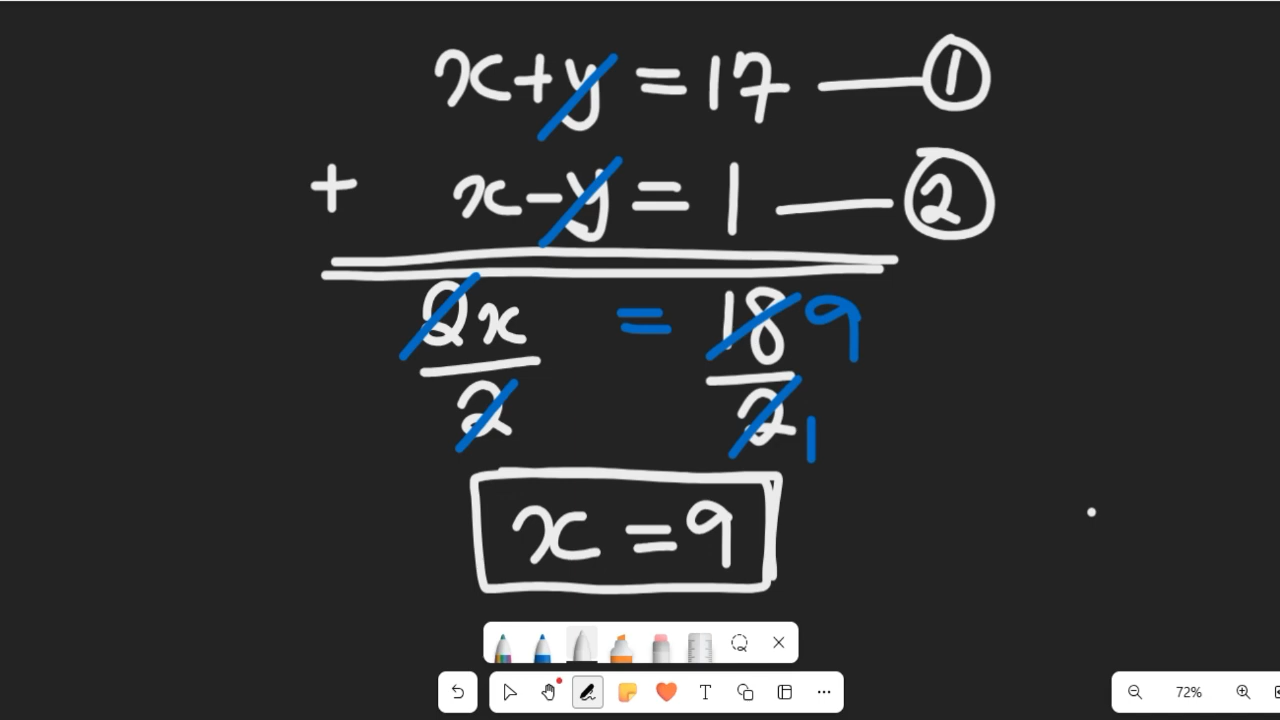 x+y = 17 — ①
+ x-y = 1 — ②
2x = 18 9
2 2 1
x = 9
T
72%